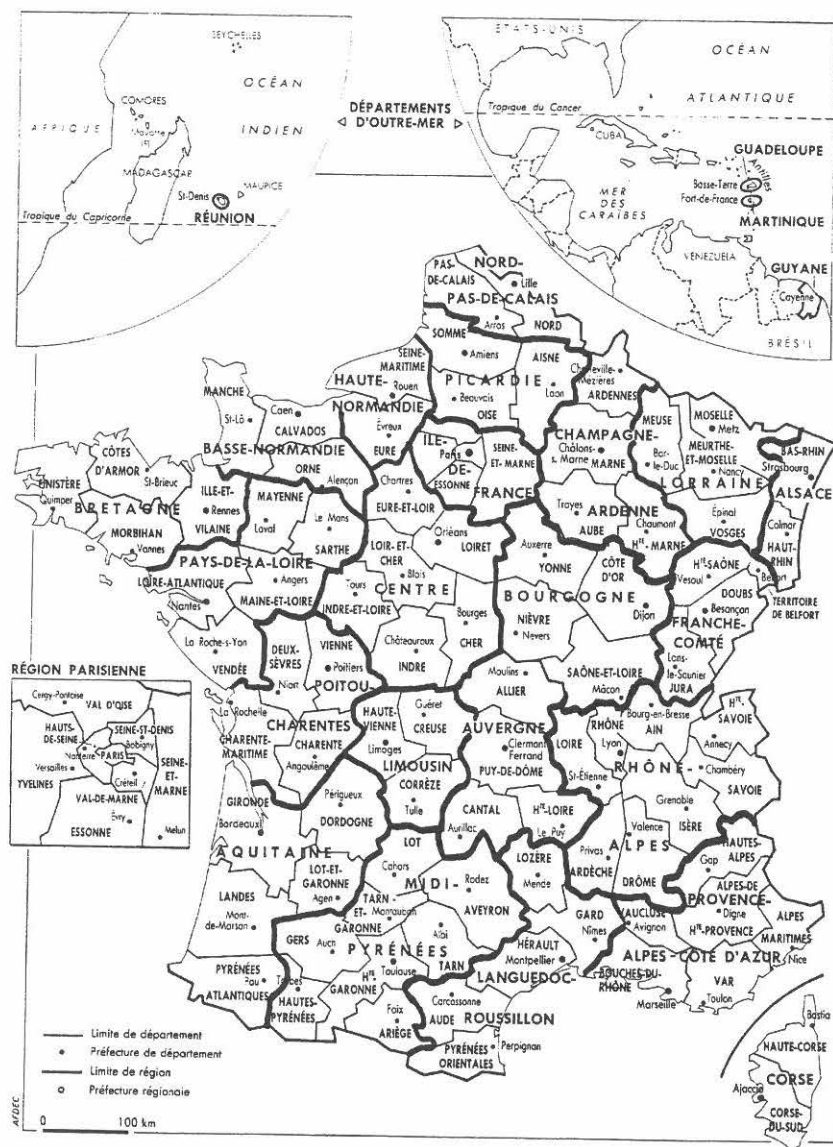 SEYCHELLES
OCÉAN
INDIEN
COMORES
Mayotte
(F)
AFRIQUE
MADAGASCAR
St-Denis
MAURICE
RÉUNION
Tropique du Capricorne
DÉPARTEMENTS
D'OUTRE-MER
ÉTATS-UNIS
OCÉAN
ATLANTIQUE
Tropique du Cancer
CUBA
GUADELOUPE
Antilles
Basse-Terre
Fort-de-France
MER
DES
CARAÏBES
MARTINIQUE
VENEZUELA
GUYANE
Cayenne
BRÉSIL
NORD-
PAS-DE-CALAIS
PAS-
DE-CALAIS
Lille
Arras
NORD
SOMME
Amiens
PICARDIE
AISNE
Laon
Beauvais
OISE
SEINE-
MARITIME
HAUTE-
NORMANDIE
Rouen
Évreux
EURE
Charleville-
Mézières
ARDENNES
MANCHE
St-Lô
Caen
CALVADOS
BASSE-NORMANDIE
ORNE
Alençon
ILE-
DE-
FRANCE
Paris
ESSONNE
SEINE-
ET-MARNE
CHAMPAGNE-
ARDENNE
Châlons-
s. Marne
MARNE
Troyes
AUBE
Chaumont
Hte-MARNE
MEUSE
Bar-
le-Duc
MOSELLE
Metz
MEURTHE-
ET-MOSELLE
Nancy
LORRAINE
Épinal
VOSGES
BAS-RHIN
Strasbourg
ALSACE
Colmar
HAUT-
RHIN
CÔTES
D'ARMOR
St-Brieuc
FINISTÈRE
Quimper
BRETAGNE
MORBIHAN
Vannes
ILLE-ET-
Rennes
VILAINE
MAYENNE
Laval
Le Mans
SARTHE
PAYS-DE-LA-LOIRE
LOIRE-ATLANTIQUE
Nantes
Angers
MAINE-ET-LOIRE
La Roche-s-Yon
VENDÉE
Chartres
EURE-ET-LOIR
Orléans
LOIRET
LOIR-ET-
CHER
Blois
CENTRE
Tours
INDRE-ET-LOIRE
Bourges
CHER
Châteauroux
INDRE
Auxerre
YONNE
CÔTE
D'OR
BOURGOGNE
Dijon
NIÈVRE
Nevers
SAÔNE-ET-LOIRE
Mâcon
Hte-SAÔNE
Vesoul
Belfort
TERRITOIRE
DE BELFORT
DOUBS
Besançon
FRANCHE-
COMTÉ
Lons-
le-Saunier
JURA
DEUX-
SÈVRES
Niort
VIENNE
Poitiers
POITOU-
CHARENTES
La Rochelle
CHARENTE-
MARITIME
CHARENTE
Angoulême
HAUTE-
VIENNE
Limoges
Guéret
CREUSE
LIMOUSIN
CORRÈZE
Tulle
Moulins
ALLIER
AUVERGNE
Clermont
Ferrand
PUY-DE-DÔME
CANTAL
Aurillac
Hte-LOIRE
Le Puy
LOIRE
St-Étienne
RHÔNE
Lyon
Bourg-en-Bresse
AIN
Hte-
SAVOIE
Annecy
Chambéry
SAVOIE
RHÔNE-
ALPES
Grenoble
ISÈRE
Valence
DRÔME
Privas
ARDÈCHE
GIRONDE
Bordeaux
Périgueux
DORDOGNE
AQUITAINE
LOT-ET-
GARONNE
Agen
LANDES
Mont-
de-Marsan
PYRÉNÉES
Pau
ATLANTIQUES
LOT
Cahors
MIDI-
PYRÉNÉES
TARN-
ET-
GARONNE
Montauban
Rodez
AVEYRON
Albi
TARN
GERS
Auch
Hte
GARONNE
Toulouse
Tarbes
HAUTES-
PYRÉNÉES
Foix
ARIÈGE
LOZÈRE
Mende
GARD
Nîmes
HÉRAULT
Montpellier
LANGUEDOC-
ROUSSILLON
Carcassonne
AUDE
PYRÉNÉES
ORIENTALES
Perpignan
HAUTES-
ALPES
Gap
ALPES-DE
Hte-PROVENCE
Digne
PROVENCE-
ALPES-CÔTE D'AZUR
VAUCLUSE
Avignon
ALPES
MARITIMES
Nice
BOUCHES-DU-
RHÔNE
Marseille
VAR
Toulon
Bastia
HAUTE-CORSE
CORSE
Ajaccio
CORSE-
DU-SUD
RÉGION PARISIENNE
Cergy-Pontoise
VAL D'OISE
HAUTS-
DE-SEINE
SEINE-ST-DENIS
Bobigny
Nanterre
PARIS
Versailles
YVELINES
Créteil
VAL-DE-MARNE
SEINE-
ET-
MARNE
Évry
ESSONNE
Melun
Limite de département
Préfecture de département
Limite de région
Préfecture régionale
0 100 km
AFDEC